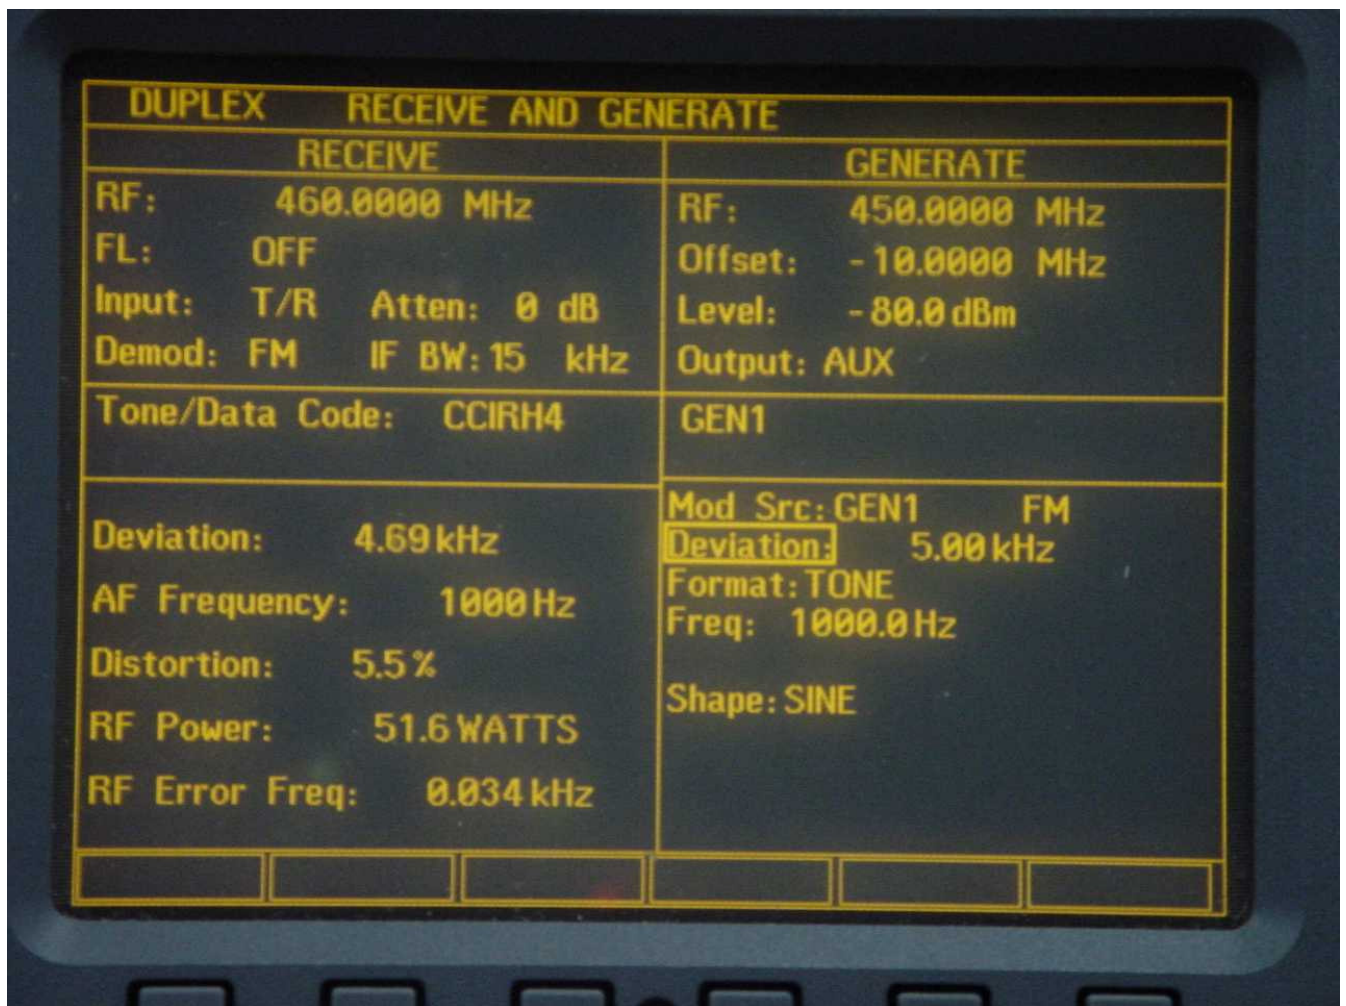 DUPLEX RECEIVE AND GENERATE
RECEIVE
RF: 460.0000 MHz
FL: OFF
Input: T/R Atten: 0 dB
Demod: FM IF BW: 15 kHz
Tone/Data Code: CCIRH4
Deviation: 4.69 kHz
AF Frequency: 1000 Hz
Distortion: 5.5 %
RF Power: 51.6 WATTS
RF Error Freq: 0.034 kHz
GENERATE
RF: 450.0000 MHz
Offset: -10.0000 MHz
Level: -80.0 dBm
Output: AUX
GEN1
Mod Src: GEN1 FM
Deviation: 5.00 kHz
Format: TONE
Freq: 1000.0 Hz
Shape: SINE